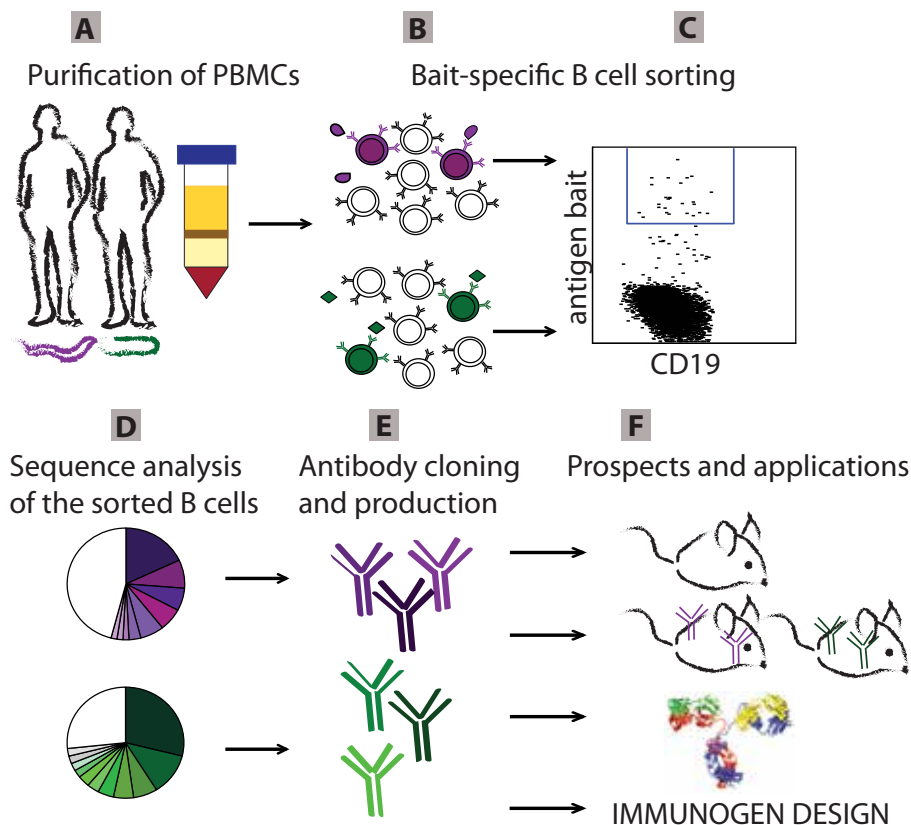 A
Purification of PBMCs
B
C
Bait-specific B cell sorting
antigen bait
CD19
D
Sequence analysis
of the sorted B cells
E
Antibody cloning
and production
F
Prospects and applications
IMMUNOGEN DESIGN